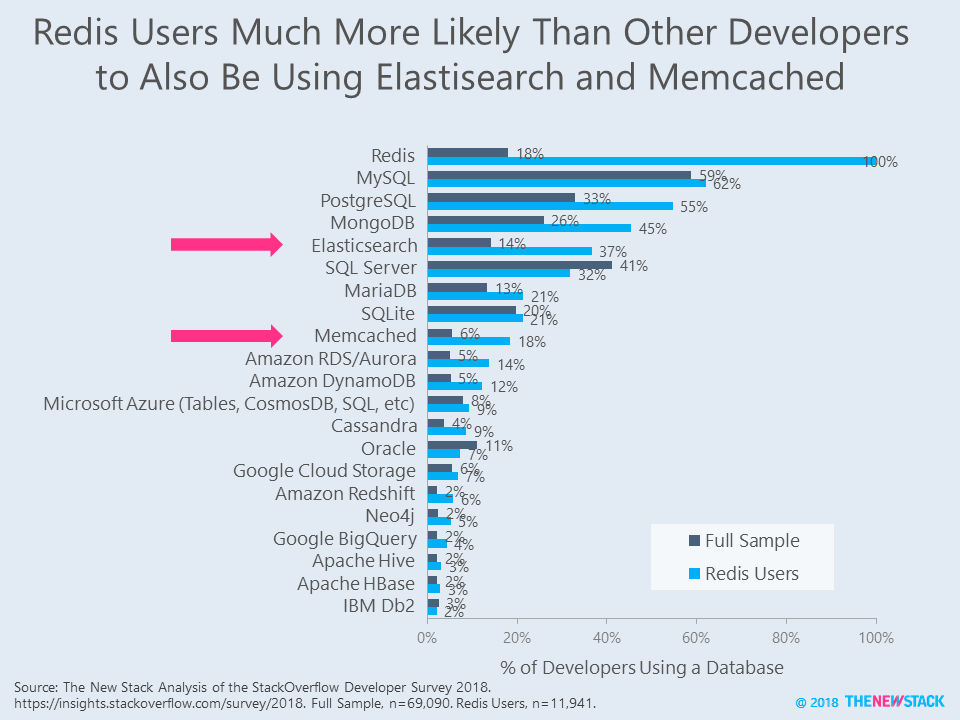 Redis Users Much More Likely Than Other Developers
to Also Be Using Elastisearch and Memcached
Redis 18% 100%
MySQL 59% 62%
PostgreSQL 33% 55%
MongoDB 26% 45%
Elasticsearch 14% 37%
SQL Server 41% 32%
MariaDB 13% 21%
SQLite 20% 21%
Memcached 6% 18%
Amazon RDS/Aurora 5% 14%
Amazon DynamoDB 5% 12%
Microsoft Azure (Tables, CosmosDB, SQL, etc) 8% 9%
Cassandra 4% 9%
Oracle 11% 7%
Google Cloud Storage 6% 7%
Amazon Redshift 2% 6%
Neo4j 2% 5%
Google BigQuery 2% 4%
Apache Hive 2% 3%
Apache HBase 2% 3%
IBM Db2 3% 2%
Full Sample
Redis Users
0% 20% 40% 60% 80% 100%
% of Developers Using a Database
Source: The New Stack Analysis of the StackOverflow Developer Survey 2018.
https://insights.stackoverflow.com/survey/2018. Full Sample, n=69,090. Redis Users, n=11,941.
@ 2018 THENEWSTACK